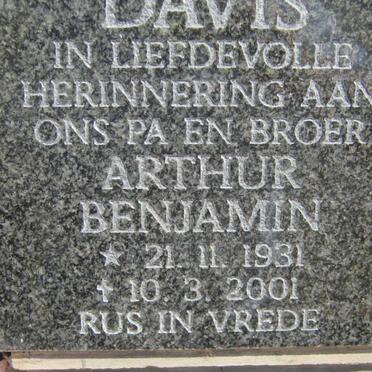 DAVIS
IN LIEFDEVOLLE
HERINNERING AAN
ONS PA EN BROER
ARTHUR
BENJAMIN
* 21. 11. 1931
† 10. 3. 2001
RUS IN VREDE